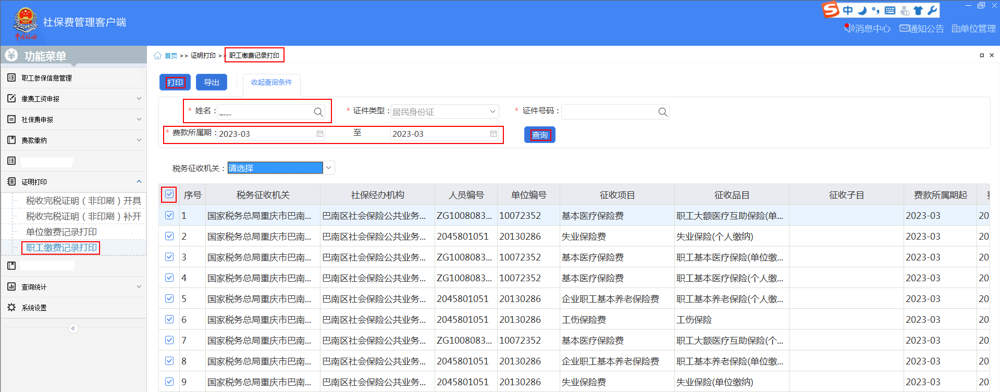 社保费管理客户端
中
消息中心 通知公告 单位管理
功能菜单
职工参保信息管理
缴费工资申报
社保费申报
费款缴纳
证明打印
税收完税证明（非印刷）开具
税收完税证明（非印刷）补开
单位缴费记录打印
职工缴费记录打印
查询统计
系统设置
首页 >> 证明打印 >> 职工缴费记录打印
打印 导出 收起查询条件
* 姓名： * 证件类型： 居民身份证 * 证件号码：
* 费款所属期： 2023-03 至 2023-03 查询
税务征收机关： 请选择
序号 税务征收机关 社保经办机构 人员编号 单位编号 征收项目 征收品目 征收子目 费款所属期起
1 国家税务总局重庆市巴南... 巴南区社会保险公共业务... ZG1008083... 10072352 基本医疗保险费 职工大额医疗互助保险(单... 2023-03 20
2 国家税务总局重庆市巴南... 巴南区社会保险公共业务... 2045801051 20130286 失业保险费 失业保险(个人缴纳) 2023-03 20
3 国家税务总局重庆市巴南... 巴南区社会保险公共业务... ZG1008083... 10072352 基本医疗保险费 职工基本医疗保险(单位缴... 2023-03 20
4 国家税务总局重庆市巴南... 巴南区社会保险公共业务... ZG1008083... 10072352 基本医疗保险费 职工基本医疗保险(个人缴... 2023-03 20
5 国家税务总局重庆市巴南... 巴南区社会保险公共业务... 2045801051 20130286 企业职工基本养老保险费 职工基本养老保险(个人缴... 2023-03 20
6 国家税务总局重庆市巴南... 巴南区社会保险公共业务... 2045801051 20130286 工伤保险费 工伤保险 2023-03 20
7 国家税务总局重庆市巴南... 巴南区社会保险公共业务... ZG1008083... 10072352 基本医疗保险费 职工大额医疗互助保险(个... 2023-03 20
8 国家税务总局重庆市巴南... 巴南区社会保险公共业务... 2045801051 20130286 企业职工基本养老保险费 职工基本养老保险(单位缴... 2023-03 20
9 国家税务总局重庆市巴南... 巴南区社会保险公共业务... 2045801051 20130286 失业保险费 失业保险(单位缴纳) 2023-03 20